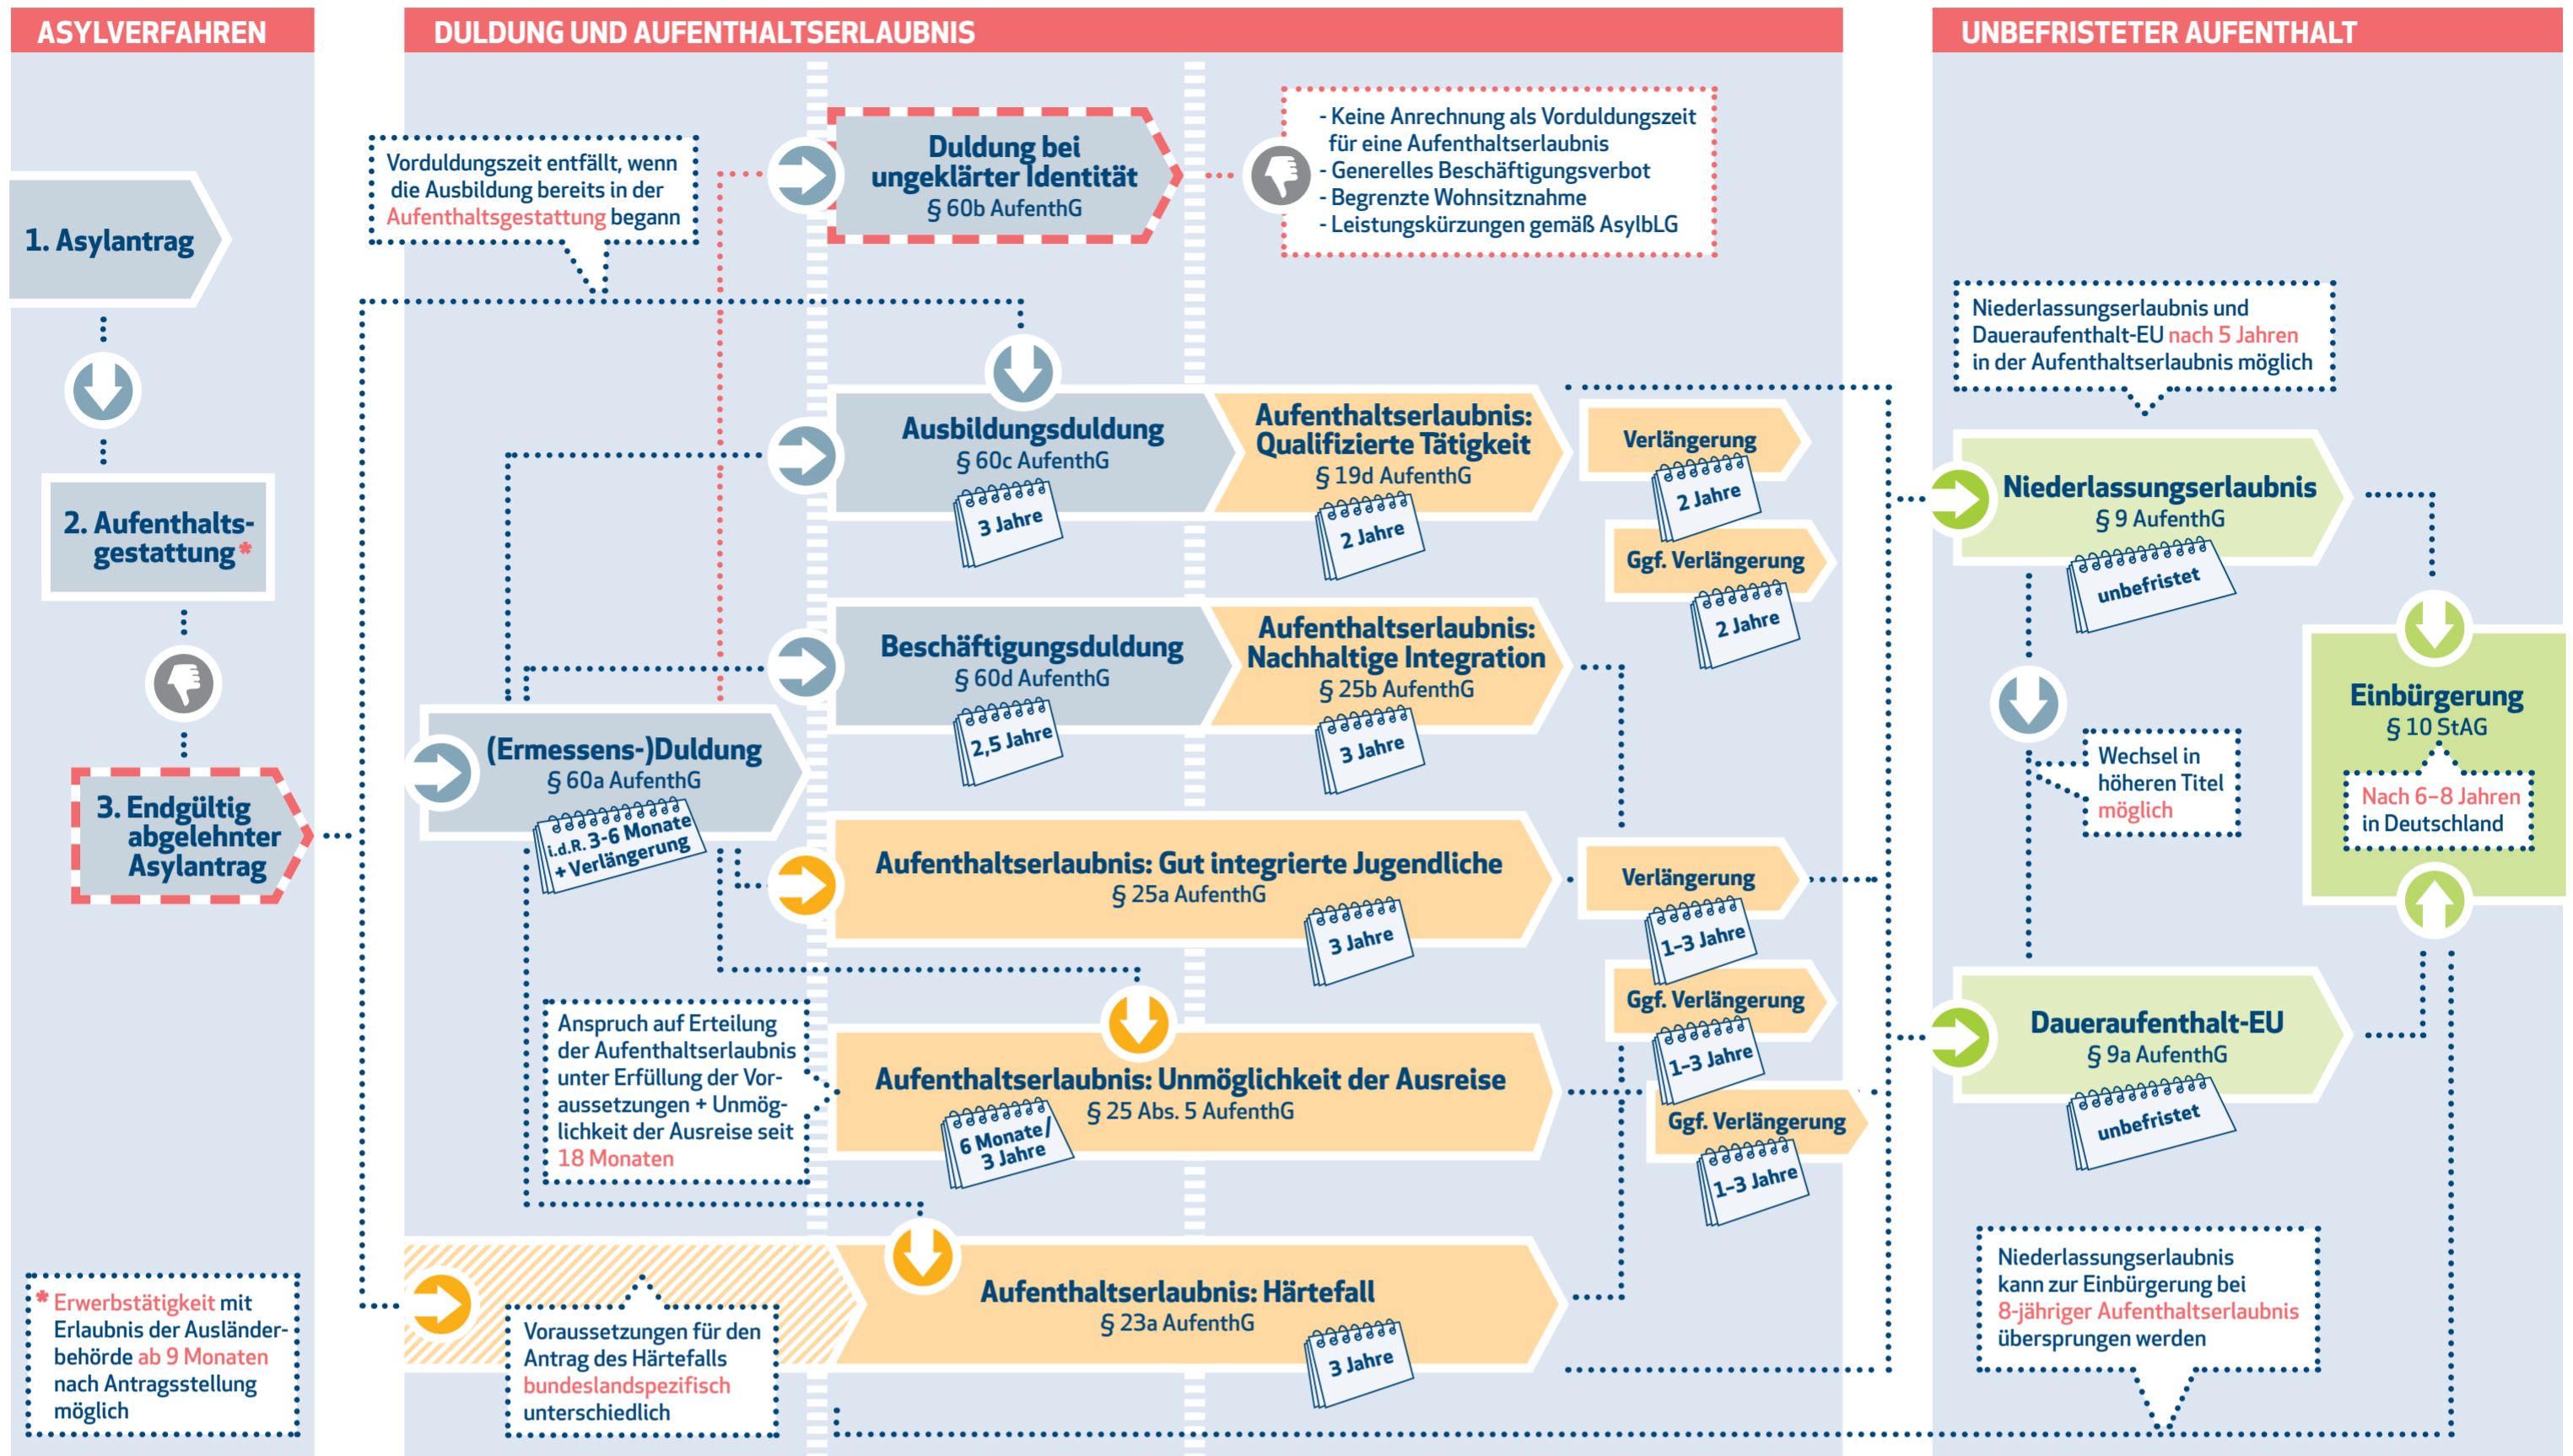 ASYLVERFAHREN
1. Asylantrag
2. Aufenthalts-
gestattung*
3. Endgültig
abgelehnter
Asylantrag
* Erwerbstätigkeit mit
Erlaubnis der Ausländer-
behörde ab 9 Monaten
nach Antragsstellung
möglich
DULDUNG UND AUFENTHALTSERLAUBNIS
Vorduldungszeit entfällt, wenn
die Ausbildung bereits in der
Aufenthaltsgestattung begann
Duldung bei
ungeklärter Identität
§ 60b AufenthG
- Keine Anrechnung als Vorduldungszeit
für eine Aufenthaltserlaubnis
- Generelles Beschäftigungsverbot
- Begrenzte Wohnsitznahme
- Leistungskürzungen gemäß AsylbLG
Ausbildungsduldung
§ 60c AufenthG
3 Jahre
Aufenthaltserlaubnis:
Qualifizierte Tätigkeit
§ 19d AufenthG
2 Jahre
Verlängerung
2 Jahre
Ggf. Verlängerung
2 Jahre
Beschäftigungsduldung
§ 60d AufenthG
2,5 Jahre
Aufenthaltserlaubnis:
Nachhaltige Integration
§ 25b AufenthG
3 Jahre
(Ermessens-)Duldung
§ 60a AufenthG
i.d.R. 3-6 Monate
+ Verlängerung
Aufenthaltserlaubnis: Gut integrierte Jugendliche
§ 25a AufenthG
3 Jahre
Verlängerung
1–3 Jahre
Ggf. Verlängerung
1–3 Jahre
Ggf. Verlängerung
1–3 Jahre
Anspruch auf Erteilung
der Aufenthaltserlaubnis
unter Erfüllung der Vor-
aussetzungen + Unmög-
lichkeit der Ausreise seit
18 Monaten
Aufenthaltserlaubnis: Unmöglichkeit der Ausreise
§ 25 Abs. 5 AufenthG
6 Monate/
3 Jahre
Aufenthaltserlaubnis: Härtefall
§ 23a AufenthG
3 Jahre
Voraussetzungen für den
Antrag des Härtefalls
bundeslandspezifisch
unterschiedlich
UNBEFRISTETER AUFENTHALT
Niederlassungserlaubnis und
Daueraufenthalt-EU nach 5 Jahren
in der Aufenthaltserlaubnis möglich
Niederlassungserlaubnis
§ 9 AufenthG
unbefristet
Wechsel in
höheren Titel
möglich
Einbürgerung
§ 10 StAG
Nach 6–8 Jahren
in Deutschland
Daueraufenthalt-EU
§ 9a AufenthG
unbefristet
Niederlassungserlaubnis
kann zur Einbürgerung bei
8-jähriger Aufenthaltserlaubnis
übersprungen werden